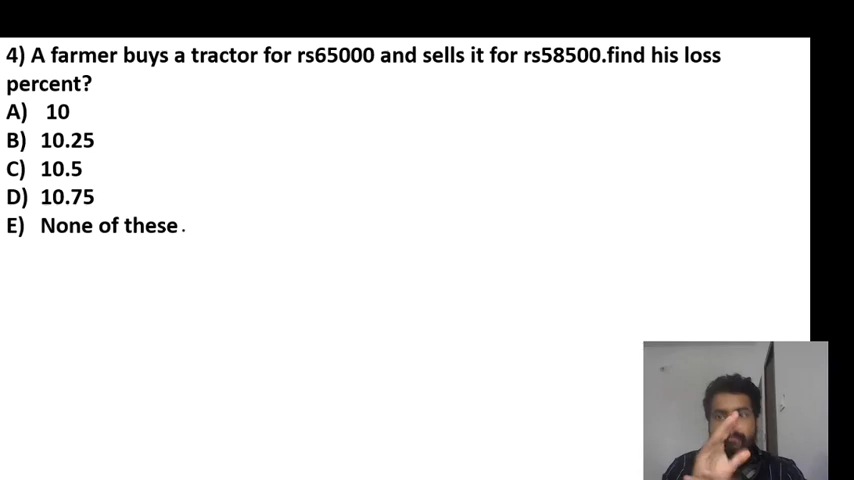 4) A farmer buys a tractor for rs65000 and sells it for rs58500.find his loss
percent?
A) 10
B) 10.25
C) 10.5
D) 10.75
E) None of these.